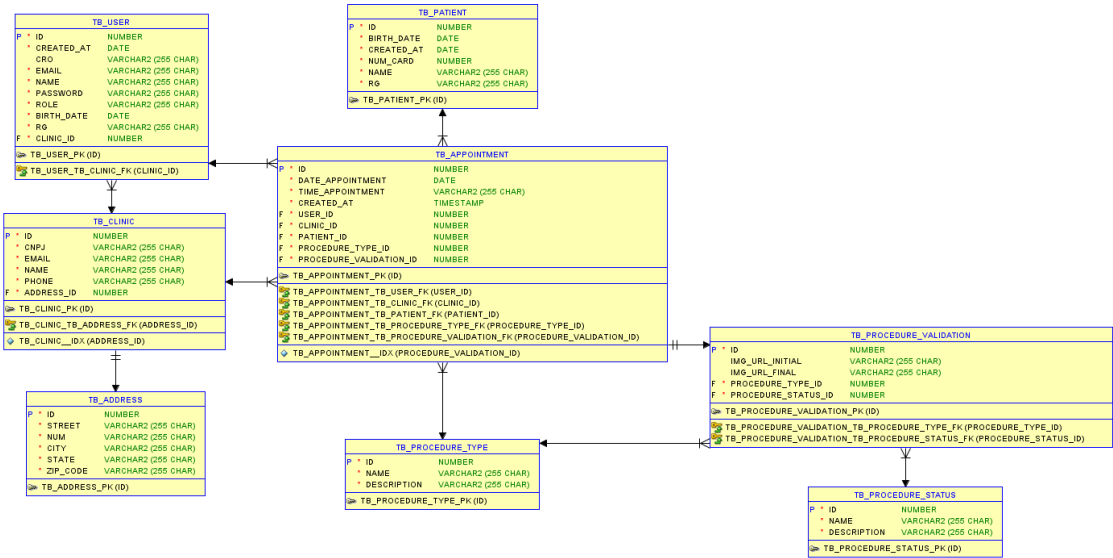 TB_USER
P * ID NUMBER
* CREATED_AT DATE
CRO VARCHAR2 (255 CHAR)
* EMAIL VARCHAR2 (255 CHAR)
* NAME VARCHAR2 (255 CHAR)
* PASSWORD VARCHAR2 (255 CHAR)
* ROLE VARCHAR2 (255 CHAR)
* BIRTH_DATE DATE
* RG VARCHAR2 (255 CHAR)
F * CLINIC_ID NUMBER
TB_USER_PK (ID)
TB_USER_TB_CLINIC_FK (CLINIC_ID)
TB_PATIENT
P * ID NUMBER
* BIRTH_DATE DATE
* CREATED_AT DATE
* NUM_CARD NUMBER
* NAME VARCHAR2 (255 CHAR)
* RG VARCHAR2 (255 CHAR)
TB_PATIENT_PK (ID)
TB_APPOINTMENT
P * ID NUMBER
* DATE_APPOINTMENT DATE
* TIME_APPOINTMENT VARCHAR2 (255 CHAR)
* CREATED_AT TIMESTAMP
F * USER_ID NUMBER
F * CLINIC_ID NUMBER
F * PATIENT_ID NUMBER
F * PROCEDURE_TYPE_ID NUMBER
F * PROCEDURE_VALIDATION_ID NUMBER
TB_APPOINTMENT_PK (ID)
TB_APPOINTMENT_TB_USER_FK (USER_ID)
TB_APPOINTMENT_TB_CLINIC_FK (CLINIC_ID)
TB_APPOINTMENT_TB_PATIENT_FK (PATIENT_ID)
TB_APPOINTMENT_TB_PROCEDURE_TYPE_FK (PROCEDURE_TYPE_ID)
TB_APPOINTMENT_TB_PROCEDURE_VALIDATION_FK (PROCEDURE_VALIDATION_ID)
TB_APPOINTMENT__IDX (PROCEDURE_VALIDATION_ID)
TB_CLINIC
P * ID NUMBER
* CNPJ VARCHAR2 (255 CHAR)
* EMAIL VARCHAR2 (255 CHAR)
* NAME VARCHAR2 (255 CHAR)
* PHONE VARCHAR2 (255 CHAR)
F * ADDRESS_ID NUMBER
TB_CLINIC_PK (ID)
TB_CLINIC_TB_ADDRESS_FK (ADDRESS_ID)
TB_CLINIC__IDX (ADDRESS_ID)
TB_PROCEDURE_VALIDATION
P * ID NUMBER
IMG_URL_INITIAL VARCHAR2 (255 CHAR)
IMG_URL_FINAL VARCHAR2 (255 CHAR)
F * PROCEDURE_TYPE_ID NUMBER
F * PROCEDURE_STATUS_ID NUMBER
TB_PROCEDURE_VALIDATION_PK (ID)
TB_PROCEDURE_VALIDATION_TB_PROCEDURE_TYPE_FK (PROCEDURE_TYPE_ID)
TB_PROCEDURE_VALIDATION_TB_PROCEDURE_STATUS_FK (PROCEDURE_STATUS_ID)
TB_ADDRESS
P * ID NUMBER
* STREET VARCHAR2 (255 CHAR)
* NUM VARCHAR2 (255 CHAR)
* CITY VARCHAR2 (255 CHAR)
* STATE VARCHAR2 (255 CHAR)
* ZIP_CODE VARCHAR2 (255 CHAR)
TB_ADDRESS_PK (ID)
TB_PROCEDURE_TYPE
P * ID NUMBER
* NAME VARCHAR2 (255 CHAR)
* DESCRIPTION VARCHAR2 (255 CHAR)
TB_PROCEDURE_TYPE_PK (ID)
TB_PROCEDURE_STATUS
P * ID NUMBER
* NAME VARCHAR2 (255 CHAR)
* DESCRIPTION VARCHAR2 (255 CHAR)
TB_PROCEDURE_STATUS_PK (ID)